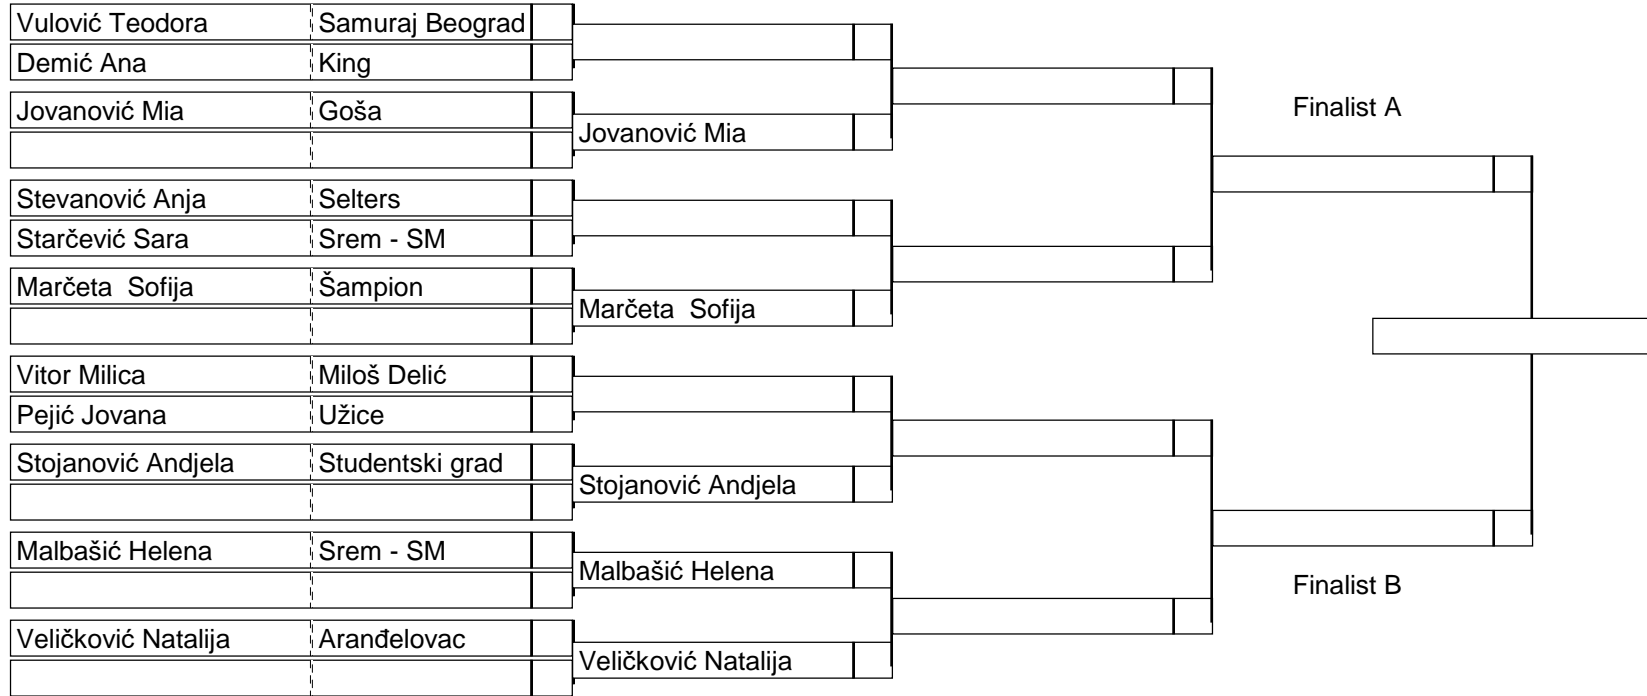 Vulović Teodora Samuraj Beograd
Demić Ana King
Jovanović Mia Goša
Jovanović Mia
Stevanović Anja Selters
Starčević Sara Srem - SM
Marčeta  Sofija Šampion
Marčeta  Sofija
Vitor Milica Miloš Delić
Pejić Jovana Užice
Stojanović Andjela Studentski grad
Stojanović Andjela
Malbašić Helena Srem - SM
Malbašić Helena
Veličković Natalija Aranđelovac
Veličković Natalija
Finalist A
Finalist B